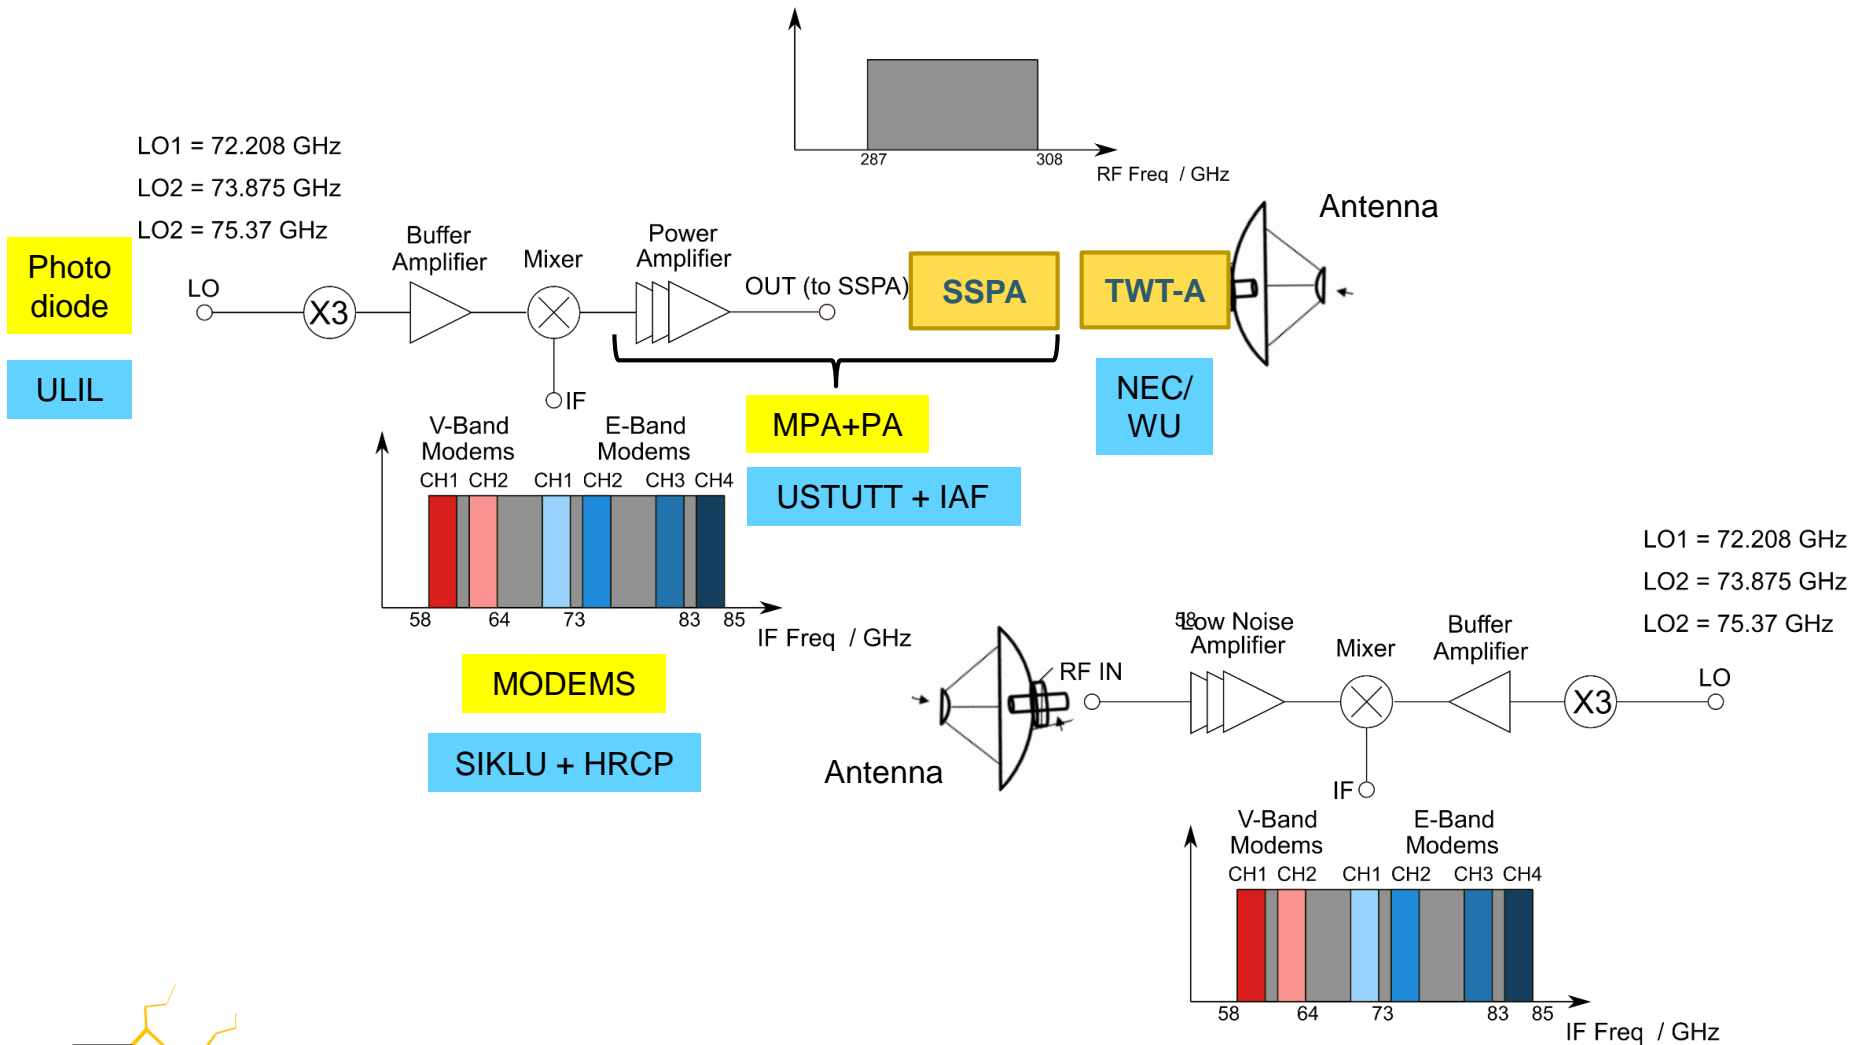 287
308
RF Freq / GHz
LO1 = 72.208 GHz
LO2 = 73.875 GHz
LO2 = 75.37 GHz
Antenna
Photo
diode
ULIL
LO
X3
Buffer
Amplifier
Mixer
Power
Amplifier
OUT (to SSPA)
SSPA
TWT-A
NEC/
WU
IF
MPA+PA
USTUTT + IAF
V-Band
Modems
E-Band
Modems
CH1
CH2
CH1
CH2
CH3
CH4
58
64
73
83
85
IF Freq / GHz
MODEMS
SIKLU + HRCP
LO1 = 72.208 GHz
LO2 = 73.875 GHz
LO2 = 75.37 GHz
Antenna
RF IN
58
Low Noise
Amplifier
Mixer
Buffer
Amplifier
X3
LO
IF
V-Band
Modems
E-Band
Modems
CH1
CH2
CH1
CH2
CH3
CH4
58
64
73
83
85
IF Freq / GHz